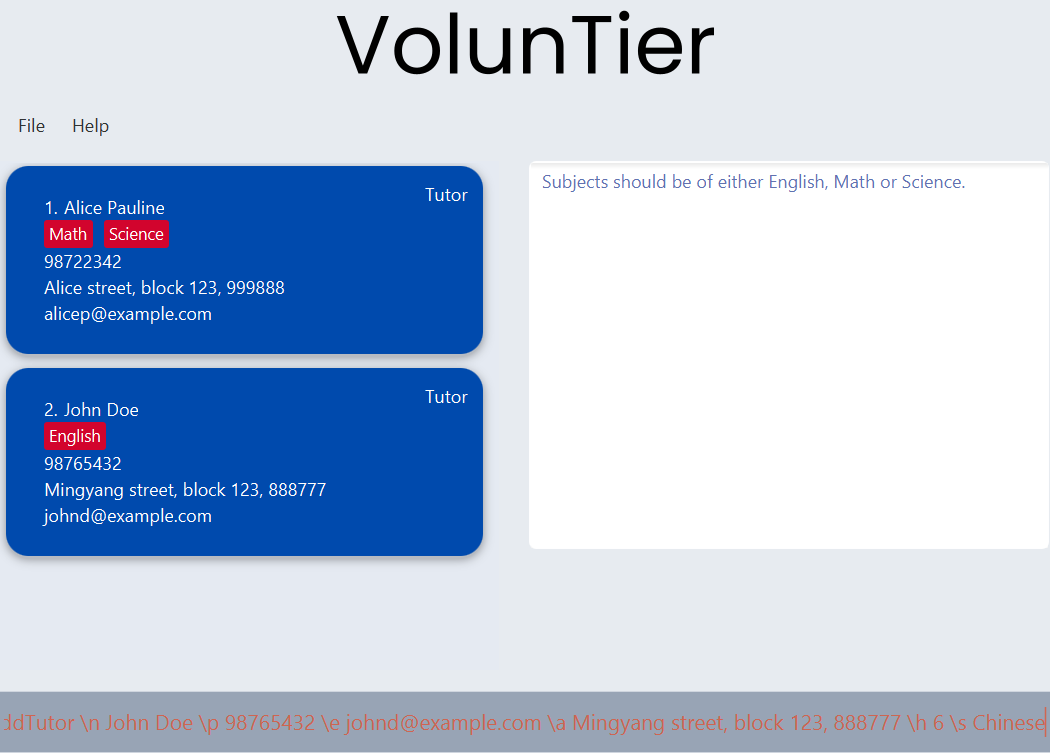 VolunTier
File Help
1. Alice Pauline
Tutor
Math Science
98722342
Alice street, block 123, 999888
alicep@example.com
2. John Doe
Tutor
English
98765432
Mingyang street, block 123, 888777
johnd@example.com
Subjects should be of either English, Math or Science.
ddTutor \n John Doe \p 98765432 \e johnd@example.com \a Mingyang street, block 123, 888777 \h 6 \s Chinese